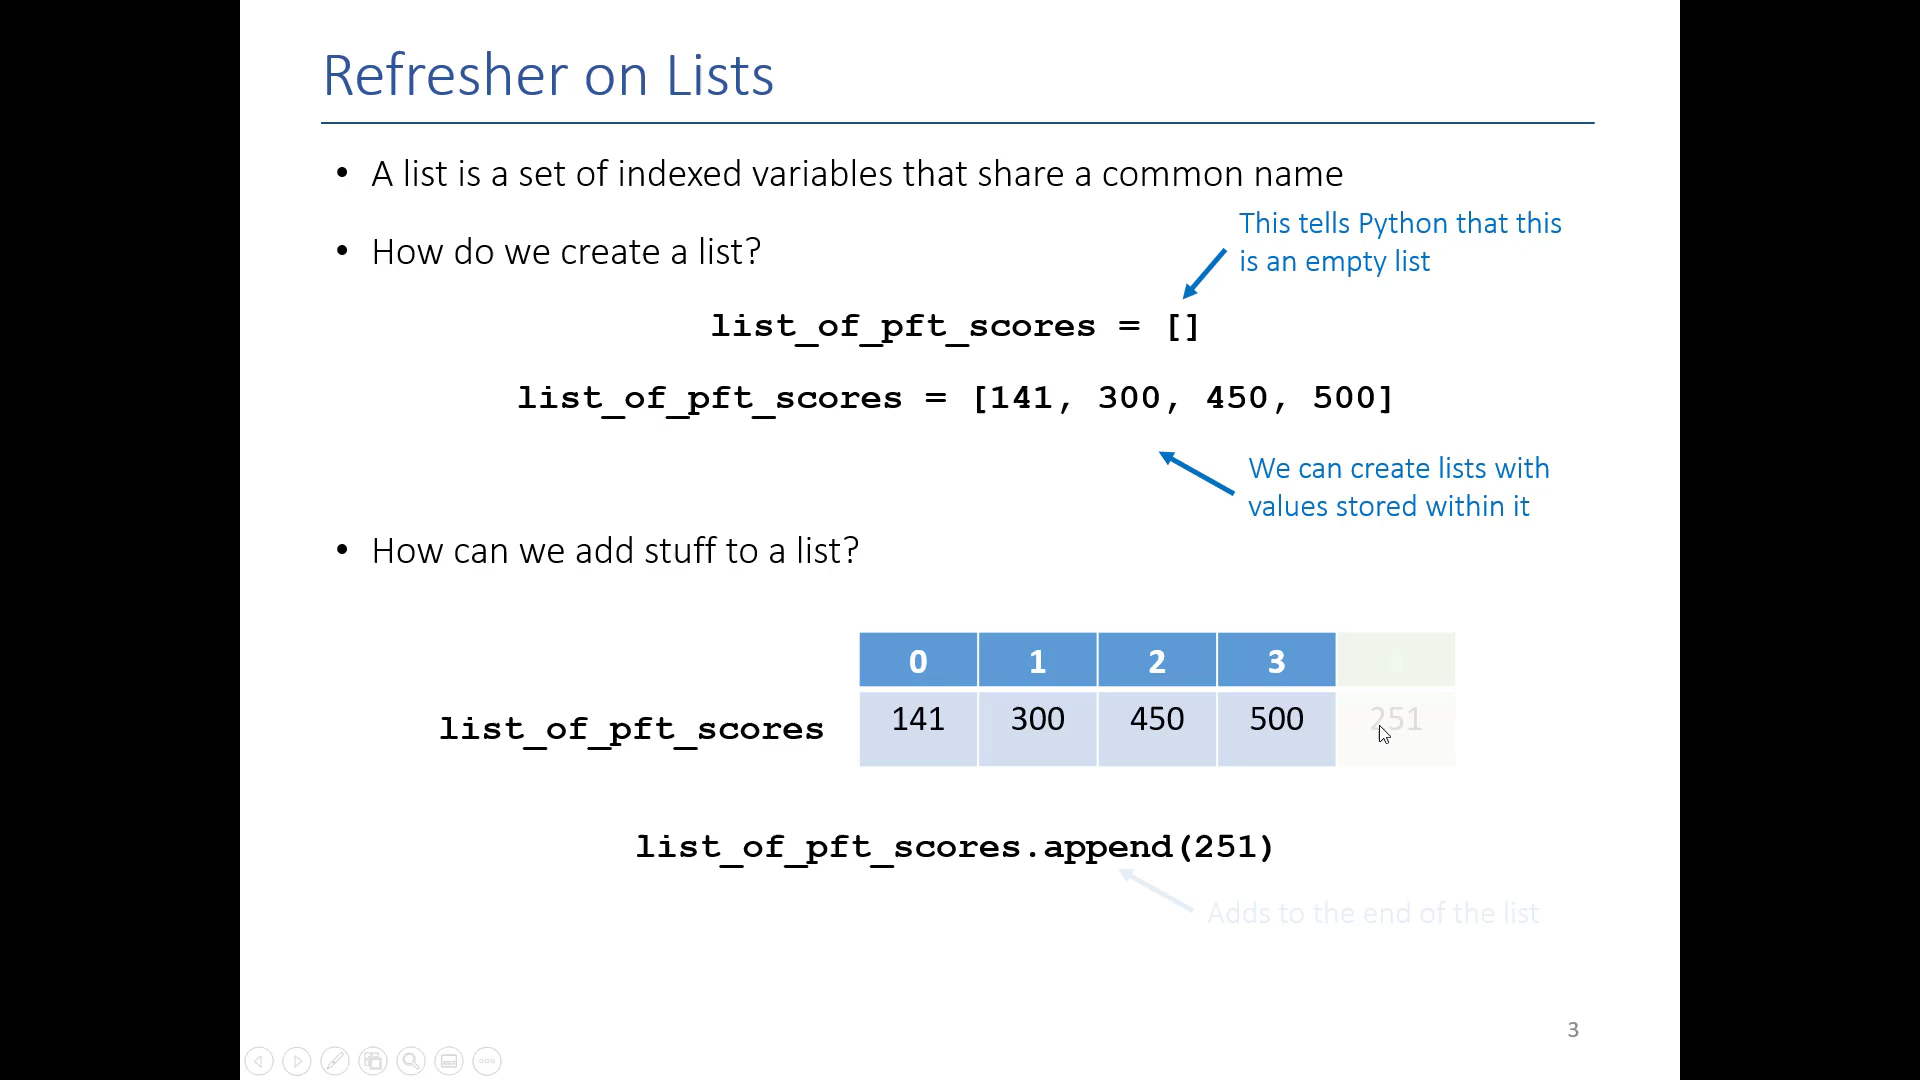 Refresher on Lists
• A list is a set of indexed variables that share a common name
This tells Python that this
is an empty list
• How do we create a list?
list_of_pft_scores = []
list_of_pft_scores = [141, 300, 450, 500]
We can create lists with
values stored within it
• How can we add stuff to a list?
0 1 2 3
list_of_pft_scores 141 300 450 500 251
list_of_pft_scores.append(251)
Adds to the end of the list
3